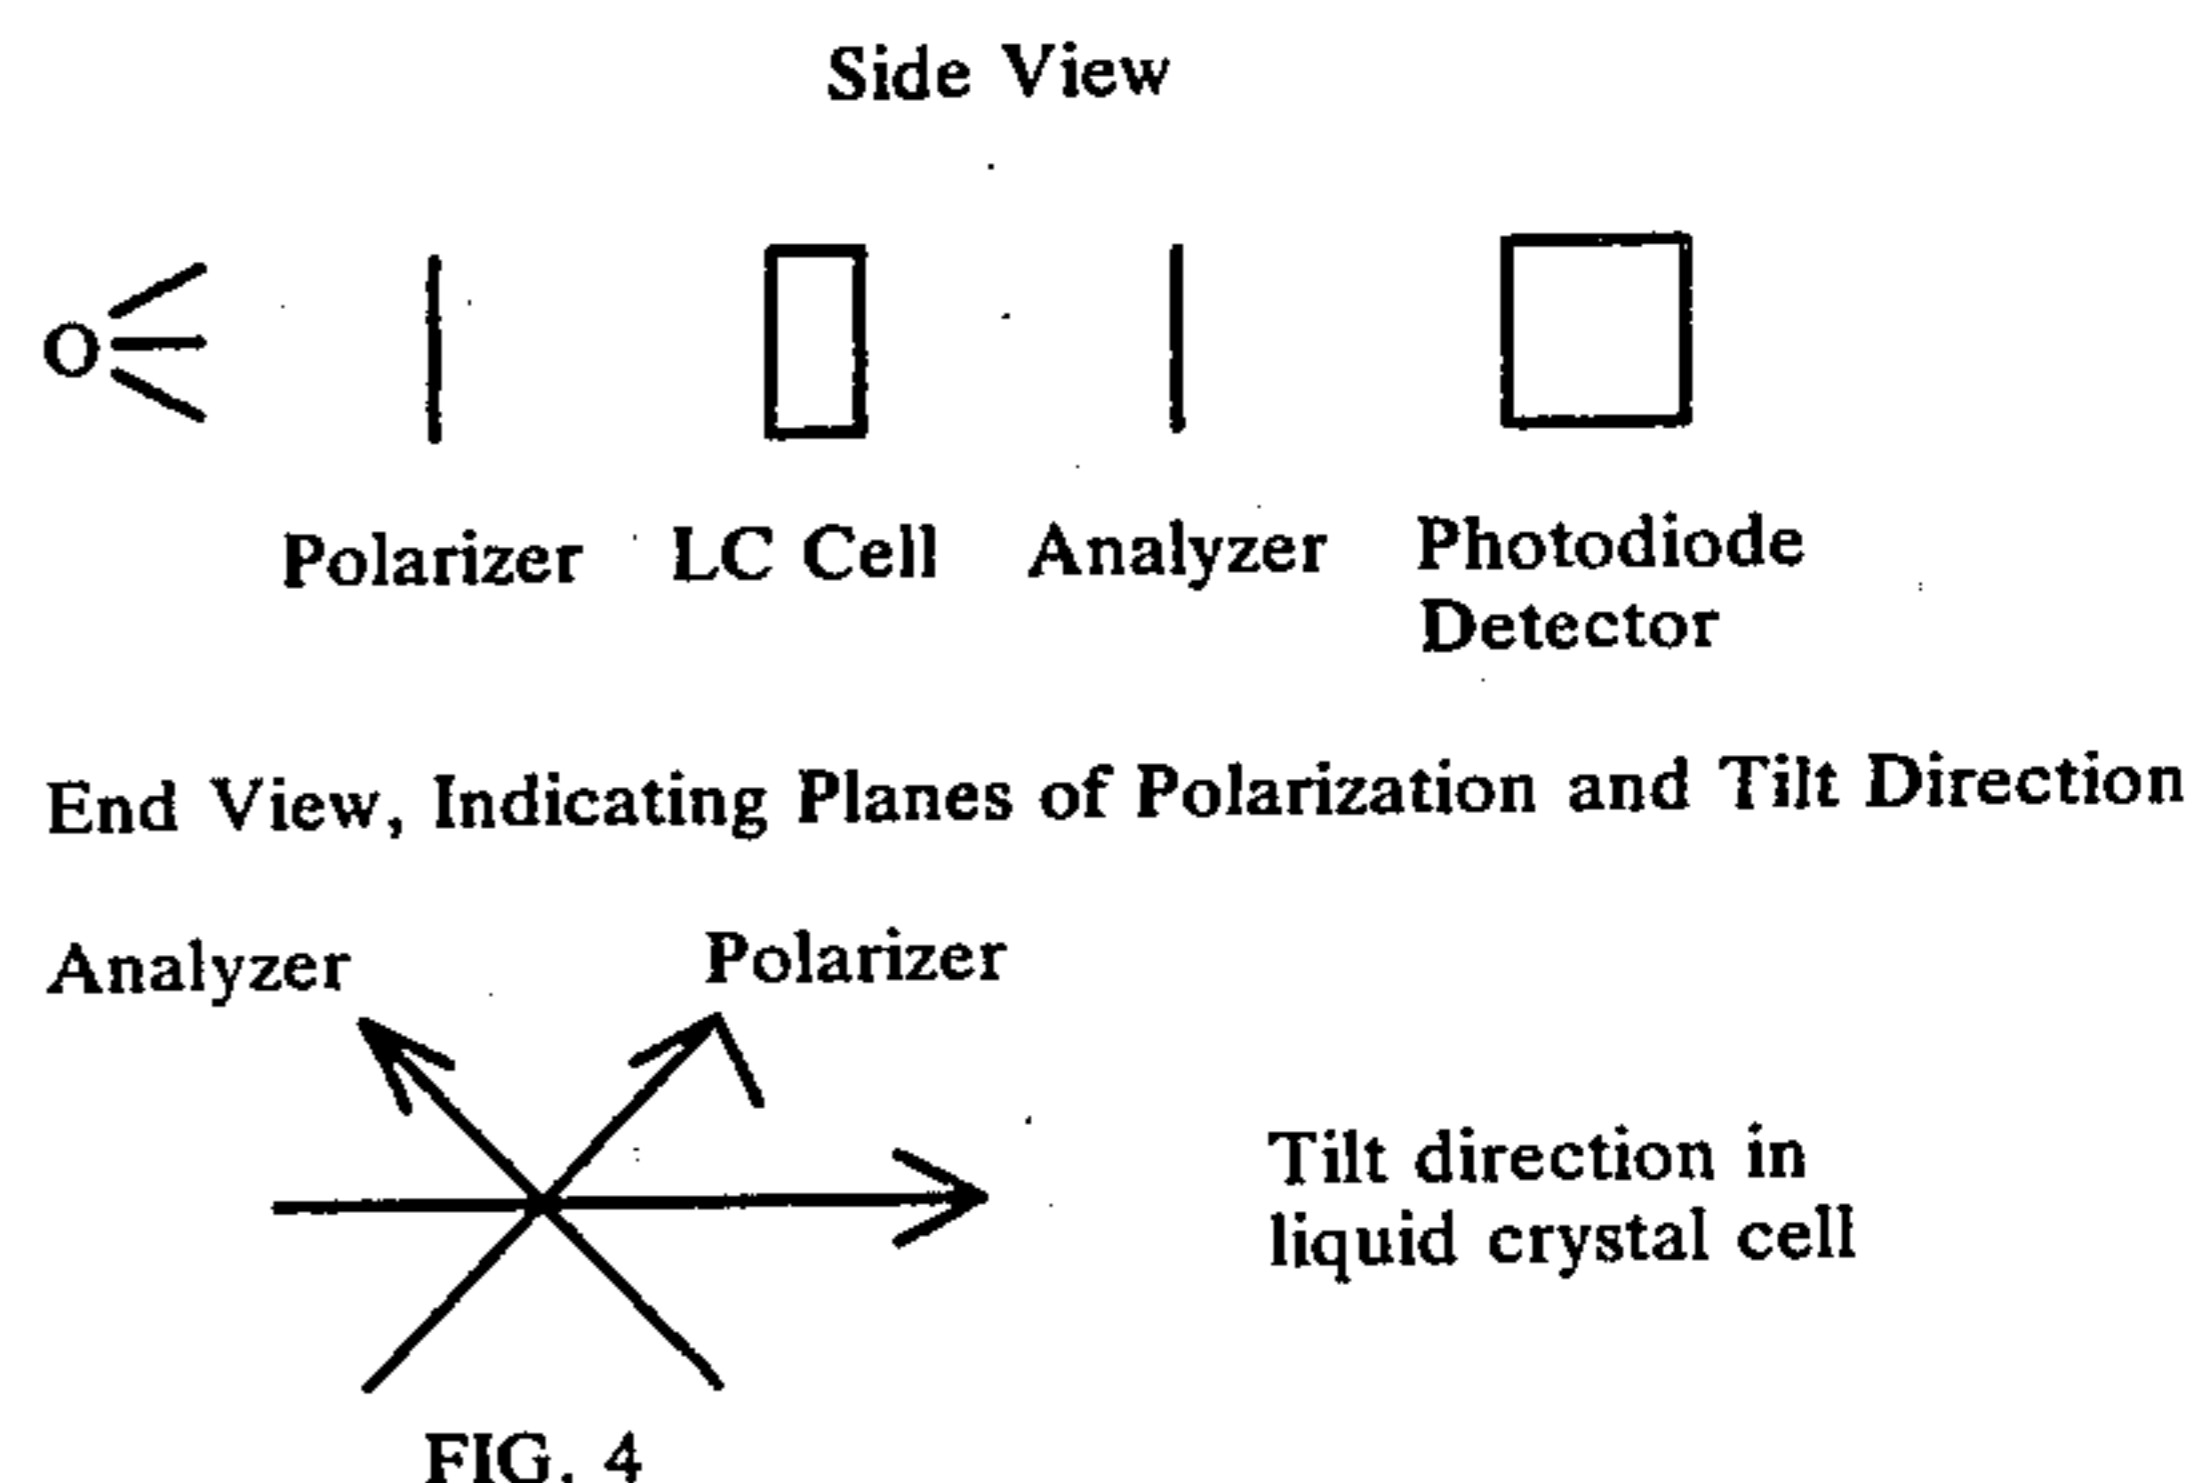 Side View
Polarizer LC Cell Analyzer Photodiode
Detector
End View, Indicating Planes of Polarization and Tilt Direction
Analyzer Polarizer
Tilt direction in
liquid crystal cell
FIG. 4